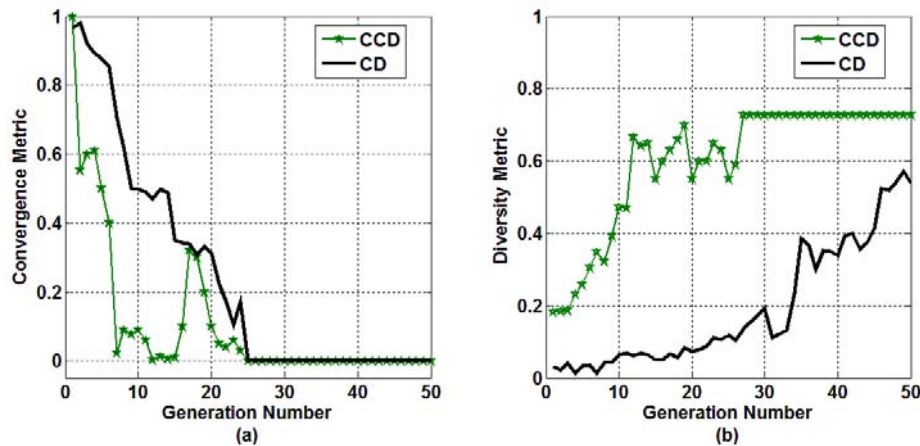 1
0.8
0.6
0.4
0.2
0
Convergence Metric
CCD
CD
0 10 20 30 40 50
Generation Number
(a)
1
0.8
0.6
0.4
0.2
0
Diversity Metric
CCD
CD
0 10 20 30 40 50
Generation Number
(b)